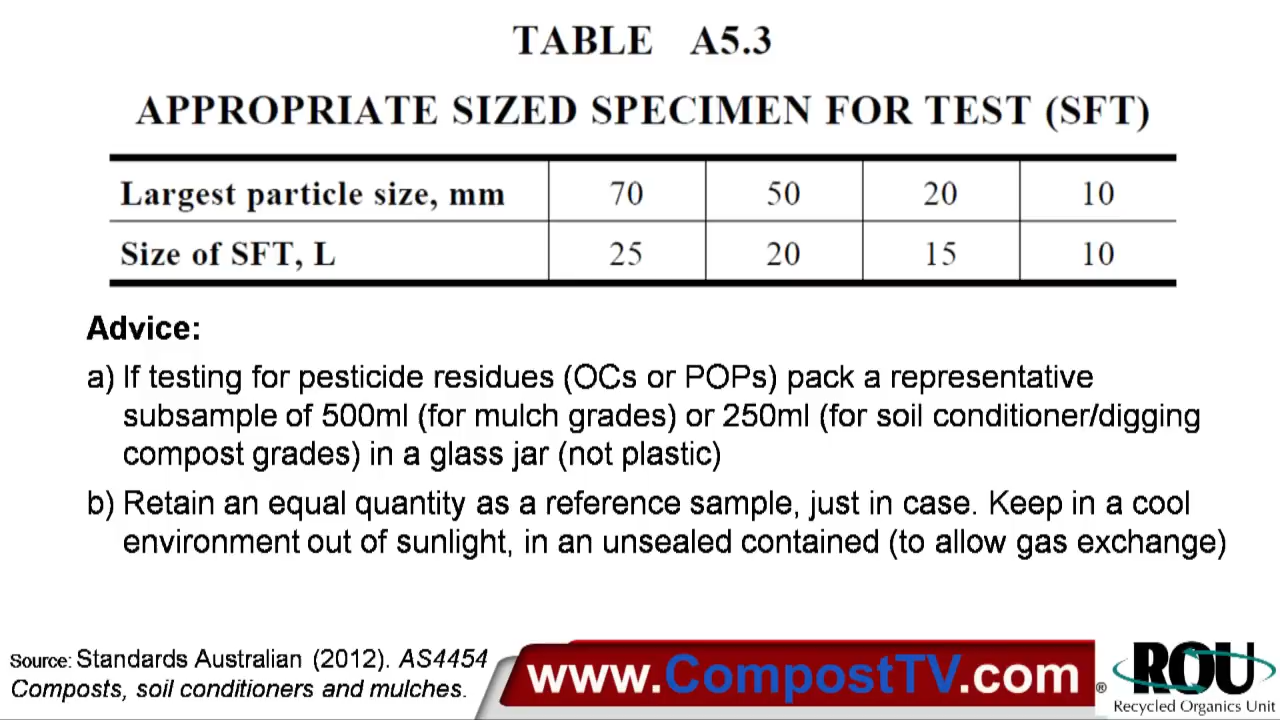 TABLE A5.3
APPROPRIATE SIZED SPECIMEN FOR TEST (SFT)
Largest particle size, mm 70 50 20 10
Size of SFT, L 25 20 15 10
Advice:
a) If testing for pesticide residues (OCs or POPs) pack a representative
subsample of 500ml (for mulch grades) or 250ml (for soil conditioner/digging
compost grades) in a glass jar (not plastic)
b) Retain an equal quantity as a reference sample, just in case. Keep in a cool
environment out of sunlight, in an unsealed contained (to allow gas exchange)
Source: Standards Australian (2012). AS4454
Composts, soil conditioners and mulches.
www.CompostTV.com ®
ROU
Recycled Organics Unit